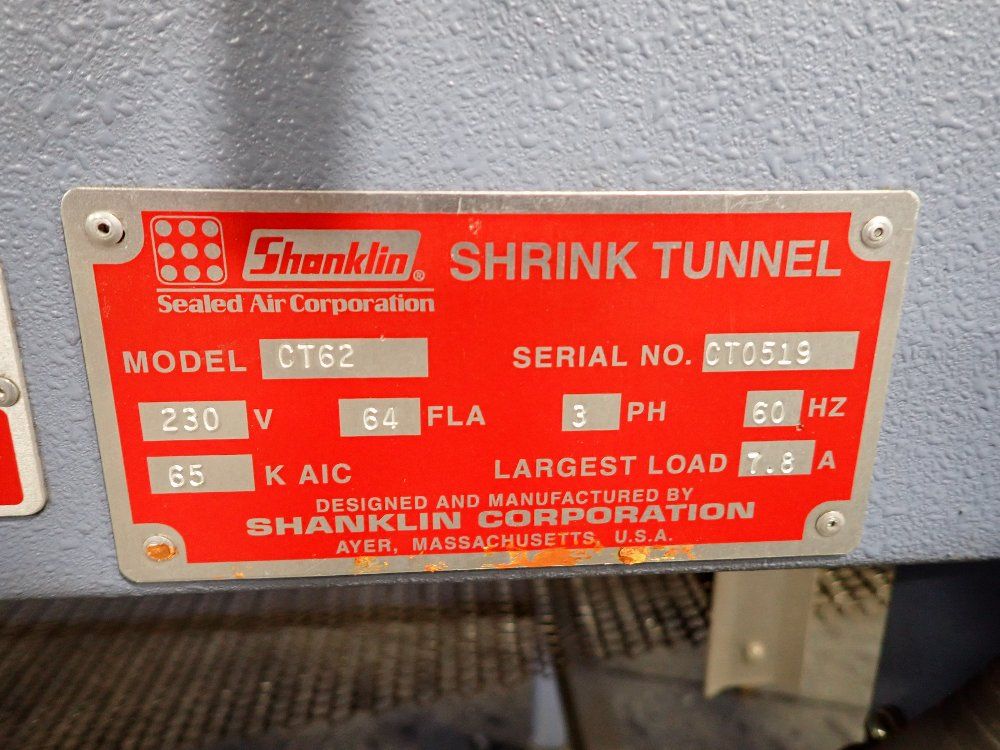 Shanklin® SHRINK TUNNEL
Sealed Air Corporation
MODEL CT62 SERIAL NO. CT0519
230 V 64 FLA 3 PH 60 HZ
65 K AIC LARGEST LOAD 7.8 A
DESIGNED AND MANUFACTURED BY
SHANKLIN CORPORATION
AYER, MASSACHUSETTS, U.S.A.